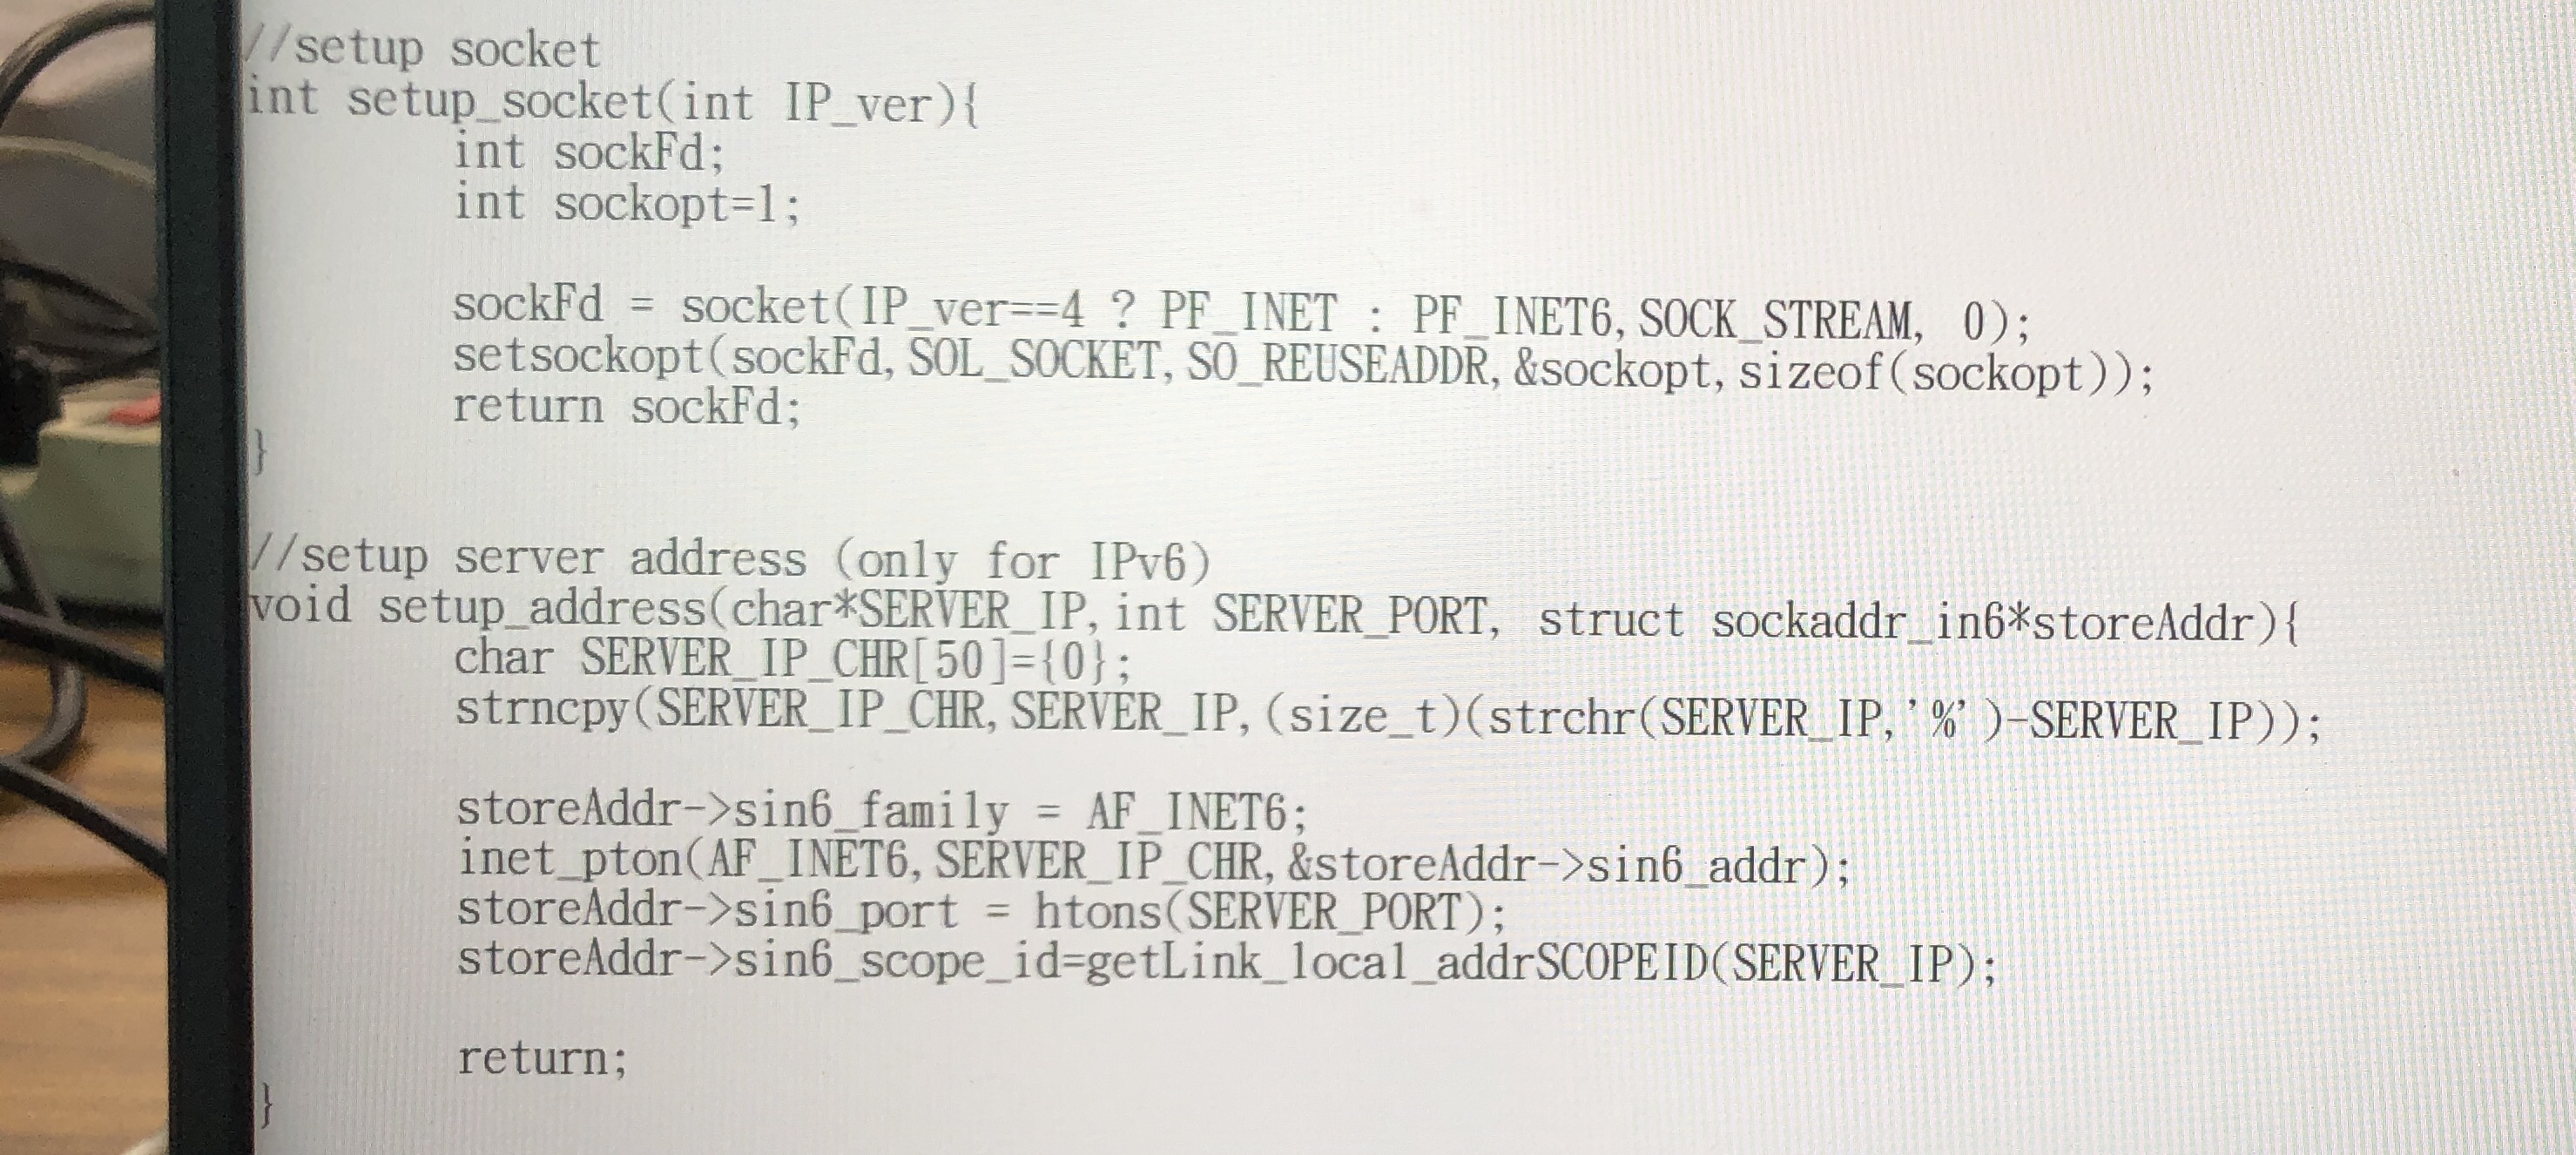 //setup socket
int setup_socket(int IP_ver){
int sockFd;
int sockopt=1;
sockFd = socket(IP_ver==4 ? PF_INET : PF_INET6,SOCK_STREAM, 0);
setsockopt(sockFd,SOL_SOCKET,SO_REUSEADDR,&sockopt,sizeof(sockopt));
return sockFd;
}
//setup server address (only for IPv6)
void setup_address(char*SERVER_IP,int SERVER_PORT, struct sockaddr_in6*storeAddr){
char SERVER_IP_CHR[50]={0};
strncpy(SERVER_IP_CHR,SERVER_IP,(size_t)(strchr(SERVER_IP,'%')-SERVER_IP));
storeAddr->sin6_family = AF_INET6;
inet_pton(AF_INET6,SERVER_IP_CHR,&storeAddr->sin6_addr);
storeAddr->sin6_port = htons(SERVER_PORT);
storeAddr->sin6_scope_id=getLink_local_addrSCOPEID(SERVER_IP);
return;
}